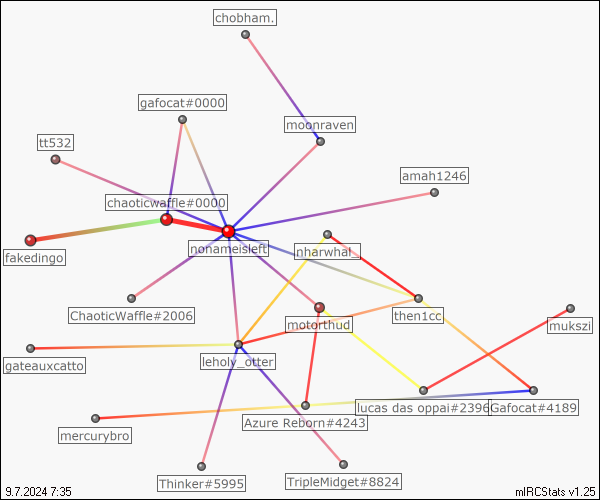 chobham.
gafocat#0000
moonraven
tt532
amah1246
chaoticwaffle#0000
nonameisleft
nharwhal_
fakedingo
ChaoticWaffle#2006
motorthud
then1cc
mukszi
gateauxcatto
leholy_otter
lucas das oppai#2396
Gafocat#4189
Azure Reborn#4243
mercurybro
Thinker#5995
TripleMidget#8824
9.7.2024 7:35
mIRCStats v1.25